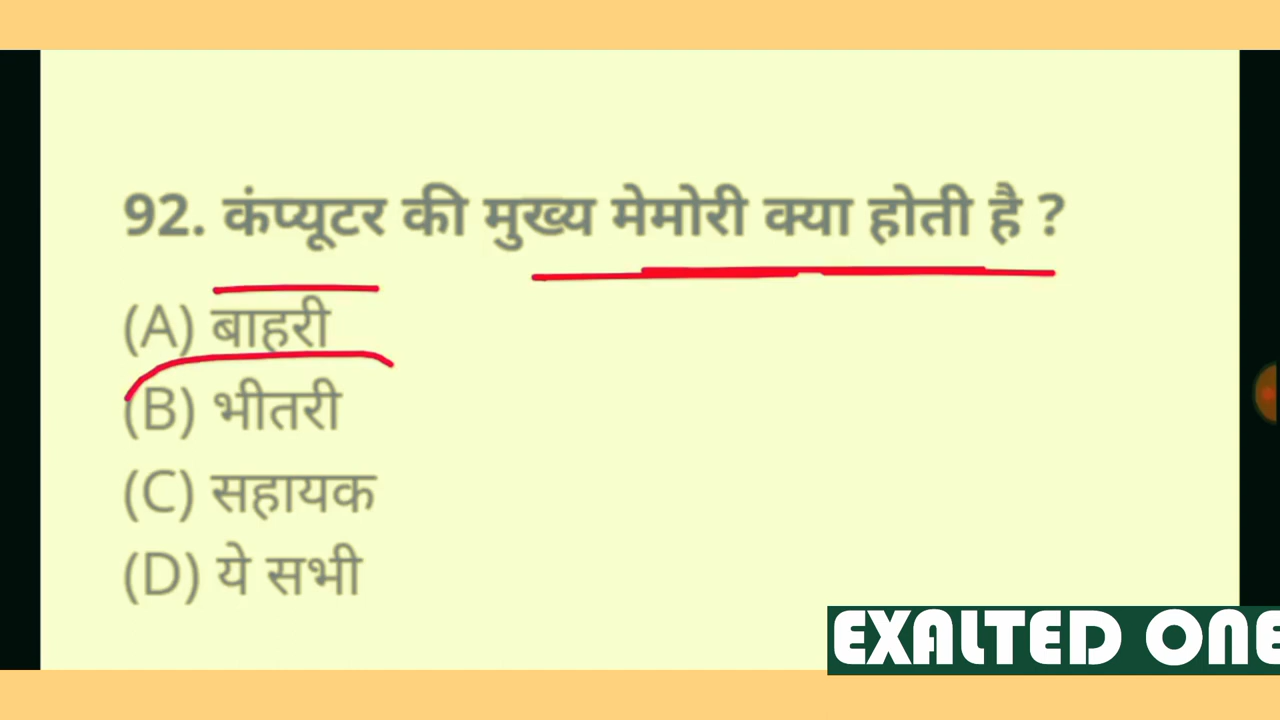 92. कंप्यूटर की मुख्य मेमोरी क्या होती है ?
(A) बाहरी
(B) भीतरी
(C) सहायक
(D) ये सभी
EXALTED ONE